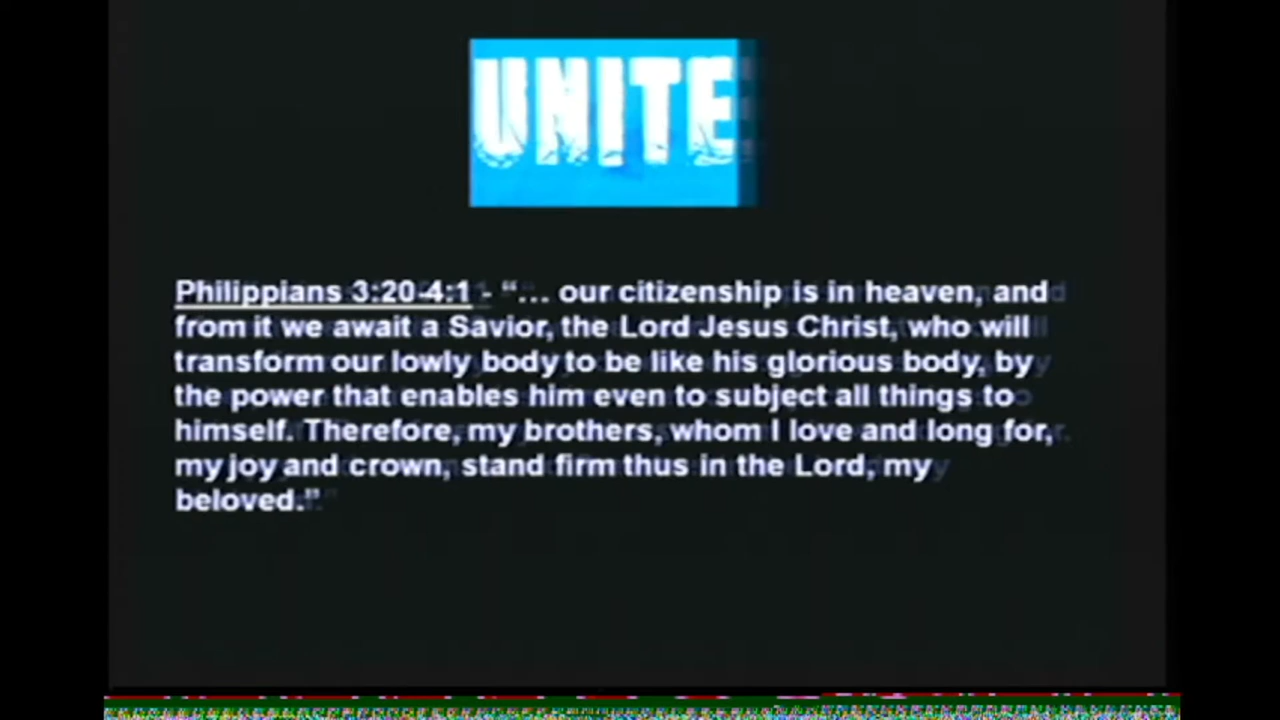 UNITE
Philippians 3:20-4:1 - “… our citizenship is in heaven, and
from it we await a Savior, the Lord Jesus Christ, who will
transform our lowly body to be like his glorious body, by
the power that enables him even to subject all things to
himself. Therefore, my brothers, whom I love and long for,
my joy and crown, stand firm thus in the Lord, my
beloved.”